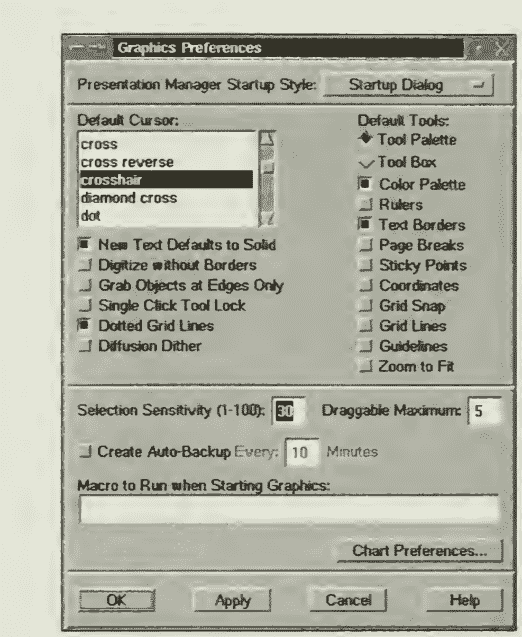 Graphics Preferences
Presentation Manager Startup Style: Startup Dialog
Default Cursor:
cross
cross reverse
crosshair
diamond cross
dot
New Text Defaults to Solid
Digitize without Borders
Grab Objects at Edges Only
Single Click Tool Lock
Dotted Grid Lines
Diffusion Dither
Default Tools:
Tool Palette
Tool Box
Color Palette
Rulers
Text Borders
Page Breaks
Sticky Points
Coordinates
Grid Snap
Grid Lines
Guidelines
Zoom to Fit
Selection Sensitivity (1-100): 30 Draggable Maximum: 5
Create Auto-Backup Every: 10 Minutes
Macro to Run when Starting Graphics:
Chart Preferences...
OK Apply Cancel Help